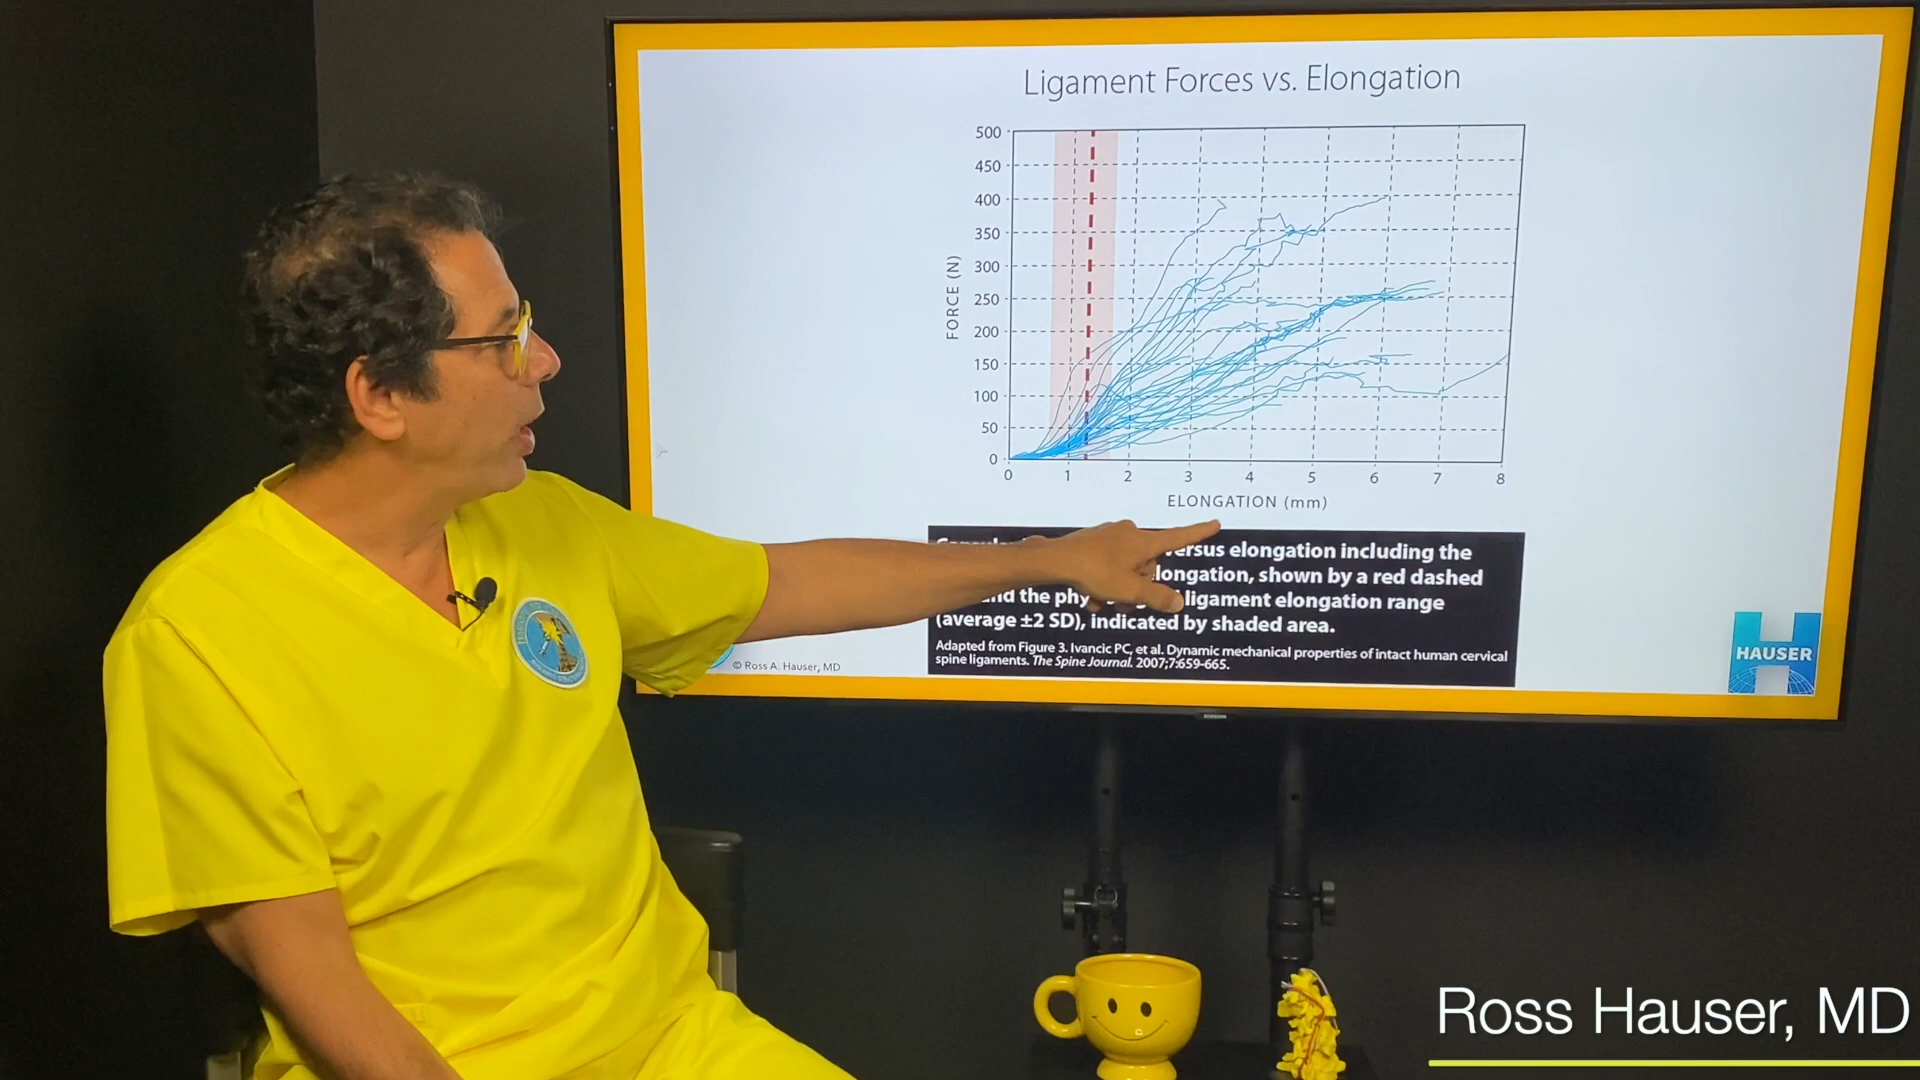 Ligament Forces vs. Elongation
500
450
400
350
300
250
200
150
100
50
0
FORCE (N)
0 1 2 3 4 5 6 7 8
ELONGATION (mm)
versus elongation including the
elongation, shown by a red dashed
and the ligament elongation range
(average ±2 SD), indicated by shaded area.
Adapted from Figure 3. Ivancic PC, et al. Dynamic mechanical properties of intact human cervical
spine ligaments. The Spine Journal. 2007;7:659-665.
© Ross A. Hauser, MD
HAUSER
SAMSUNG
Ross Hauser, MD